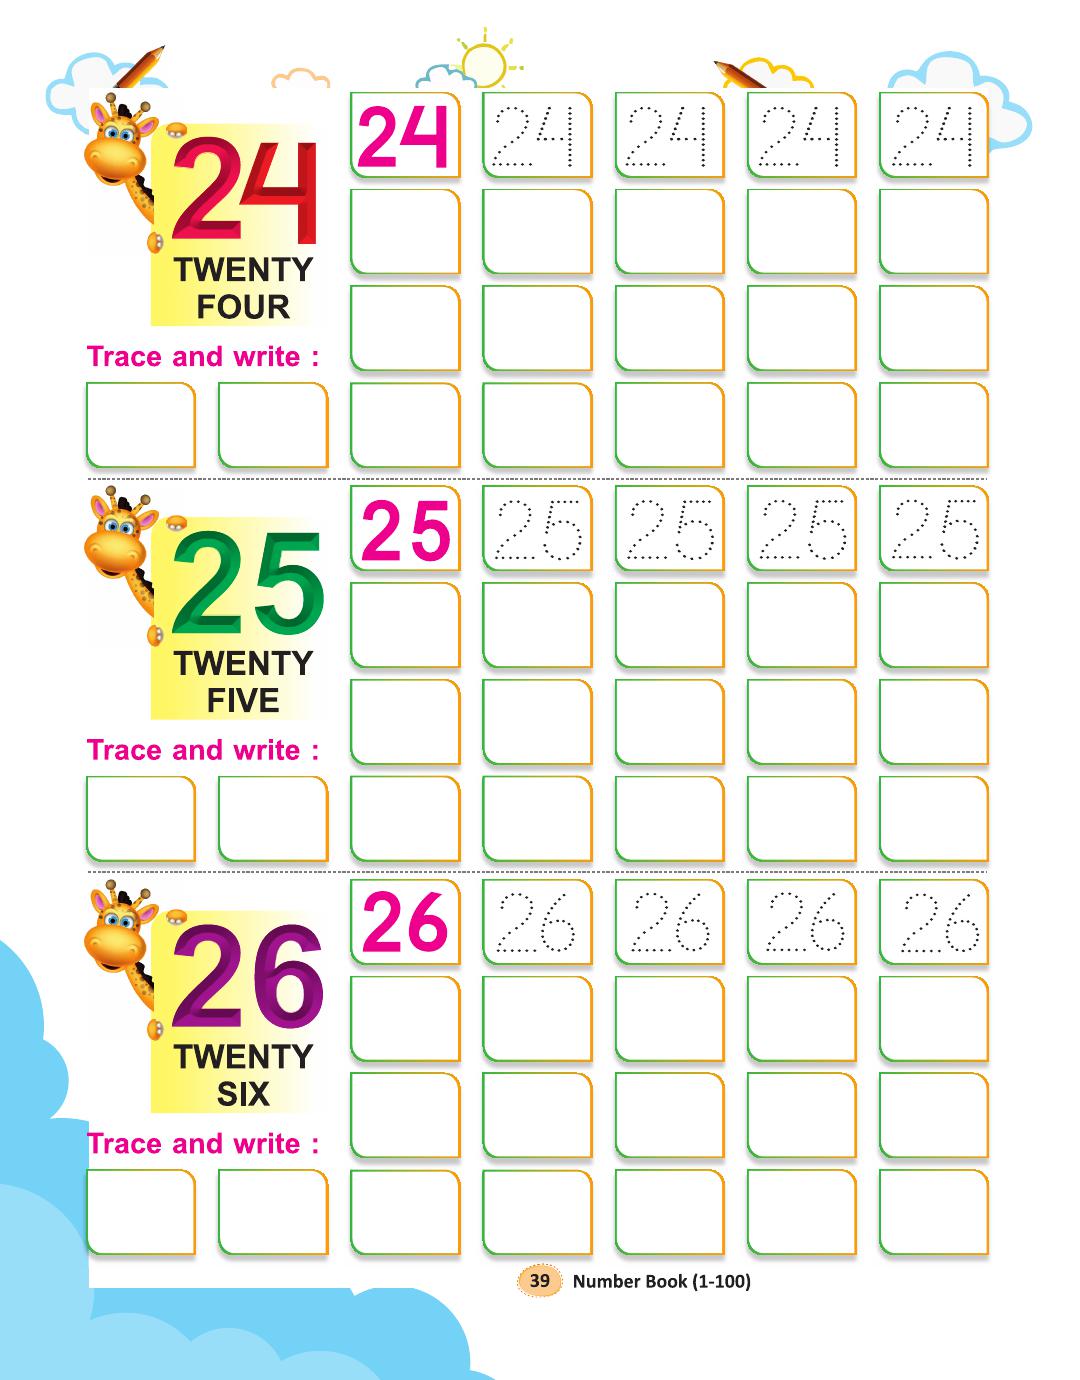 24
TWENTY
FOUR
Trace and write :
24 24 24 24 24
25
TWENTY
FIVE
Trace and write :
25 25 25 25 25
26
TWENTY
SIX
Trace and write :
26 26 26 26 26
39 Number Book (1-100)